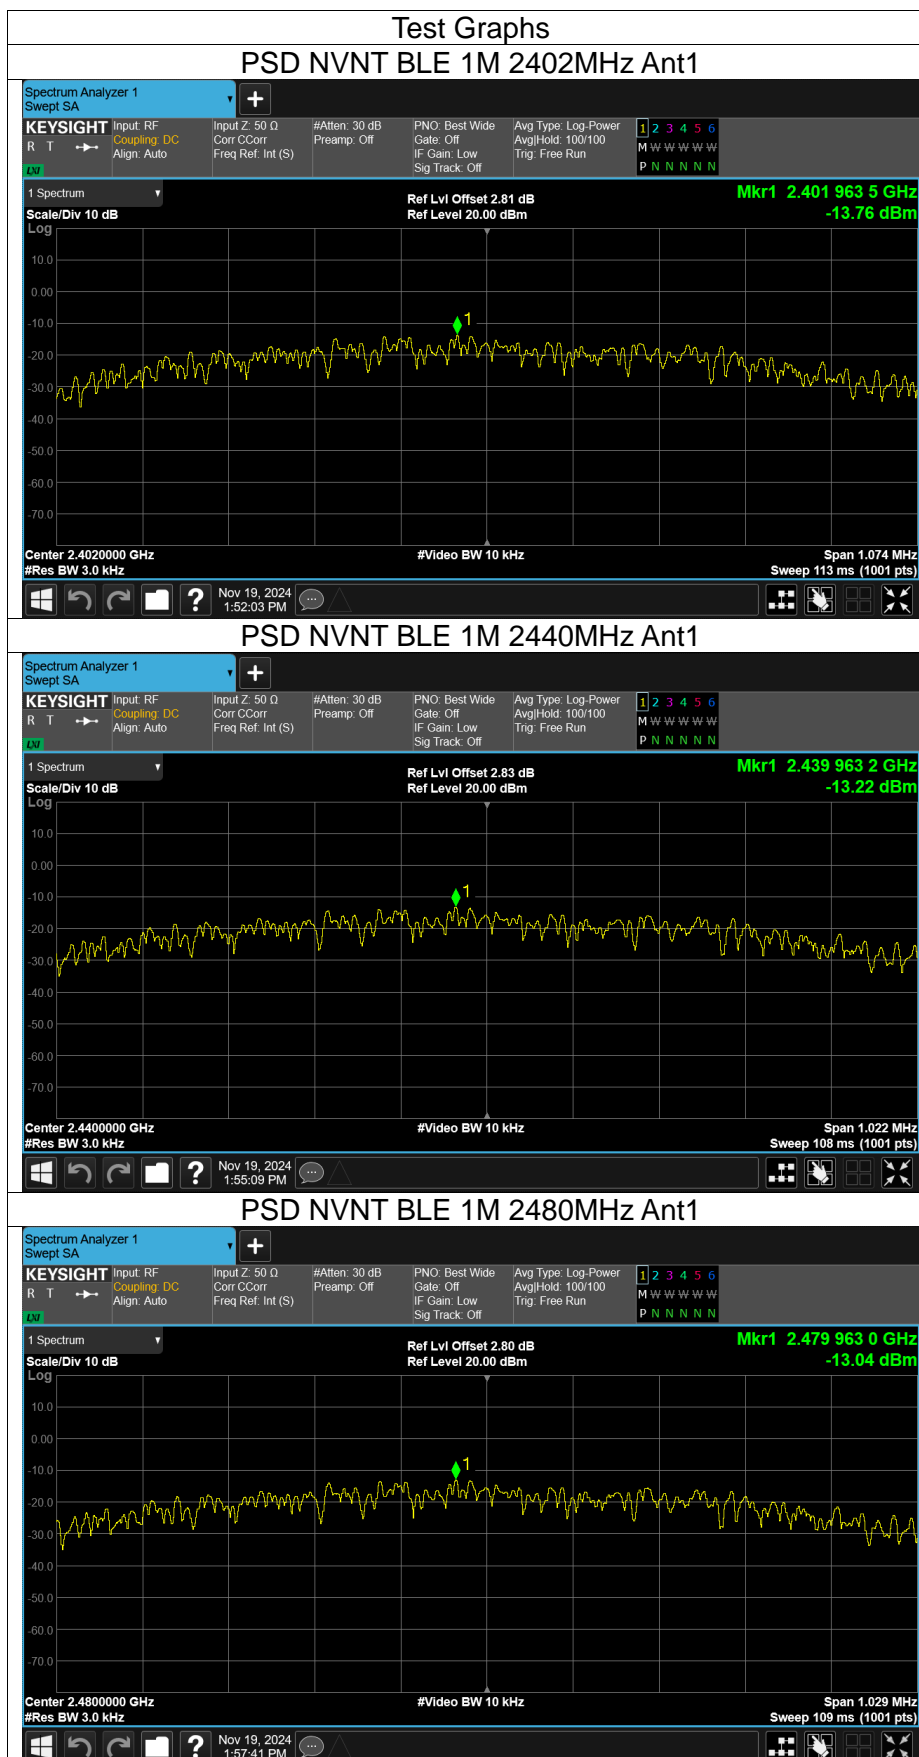 Test Graphs
PSD NVNT BLE 1M 2402MHz Ant1
Spectrum Analyzer 1
Swept SA
KEYSIGHT Input: RF Input Z: 50 Ω #Atten: 30 dB PNO: Best Wide Avg Type: Log-Power 1 2 3 4 5 6
R T Coupling: DC Corr CCorr Preamp: Off Gate: Off Avg|Hold: 100/100 M W W W W W
Align: Auto Freq Ref: Int (S) IF Gain: Low Trig: Free Run
LXI Sig Track: Off P N N N N N
1 Spectrum Ref Lvl Offset 2.81 dB Mkr1 2.401 963 5 GHz
Scale/Div 10 dB Ref Level 20.00 dBm -13.76 dBm
Log
10.0
0.00
-10.0
1
-20.0
-30.0
-40.0
-50.0
-60.0
-70.0
Center 2.4020000 GHz #Video BW 10 kHz Span 1.074 MHz
#Res BW 3.0 kHz Sweep 113 ms (1001 pts)
? Nov 19, 2024
1:52:03 PM
PSD NVNT BLE 1M 2440MHz Ant1
Spectrum Analyzer 1
Swept SA
KEYSIGHT Input: RF Input Z: 50 Ω #Atten: 30 dB PNO: Best Wide Avg Type: Log-Power 1 2 3 4 5 6
R T Coupling: DC Corr CCorr Preamp: Off Gate: Off Avg|Hold: 100/100 M W W W W W
Align: Auto Freq Ref: Int (S) IF Gain: Low Trig: Free Run
LXI Sig Track: Off P N N N N N
1 Spectrum Ref Lvl Offset 2.83 dB Mkr1 2.439 963 2 GHz
Scale/Div 10 dB Ref Level 20.00 dBm -13.22 dBm
Log
10.0
0.00
-10.0
1
-20.0
-30.0
-40.0
-50.0
-60.0
-70.0
Center 2.4400000 GHz #Video BW 10 kHz Span 1.022 MHz
#Res BW 3.0 kHz Sweep 108 ms (1001 pts)
? Nov 19, 2024
1:55:09 PM
PSD NVNT BLE 1M 2480MHz Ant1
Spectrum Analyzer 1
Swept SA
KEYSIGHT Input: RF Input Z: 50 Ω #Atten: 30 dB PNO: Best Wide Avg Type: Log-Power 1 2 3 4 5 6
R T Coupling: DC Corr CCorr Preamp: Off Gate: Off Avg|Hold: 100/100 M W W W W W
Align: Auto Freq Ref: Int (S) IF Gain: Low Trig: Free Run
LXI Sig Track: Off P N N N N N
1 Spectrum Ref Lvl Offset 2.80 dB Mkr1 2.479 963 0 GHz
Scale/Div 10 dB Ref Level 20.00 dBm -13.04 dBm
Log
10.0
0.00
-10.0
1
-20.0
-30.0
-40.0
-50.0
-60.0
-70.0
Center 2.4800000 GHz #Video BW 10 kHz Span 1.029 MHz
#Res BW 3.0 kHz Sweep 109 ms (1001 pts)
? Nov 19, 2024
1:57:41 PM